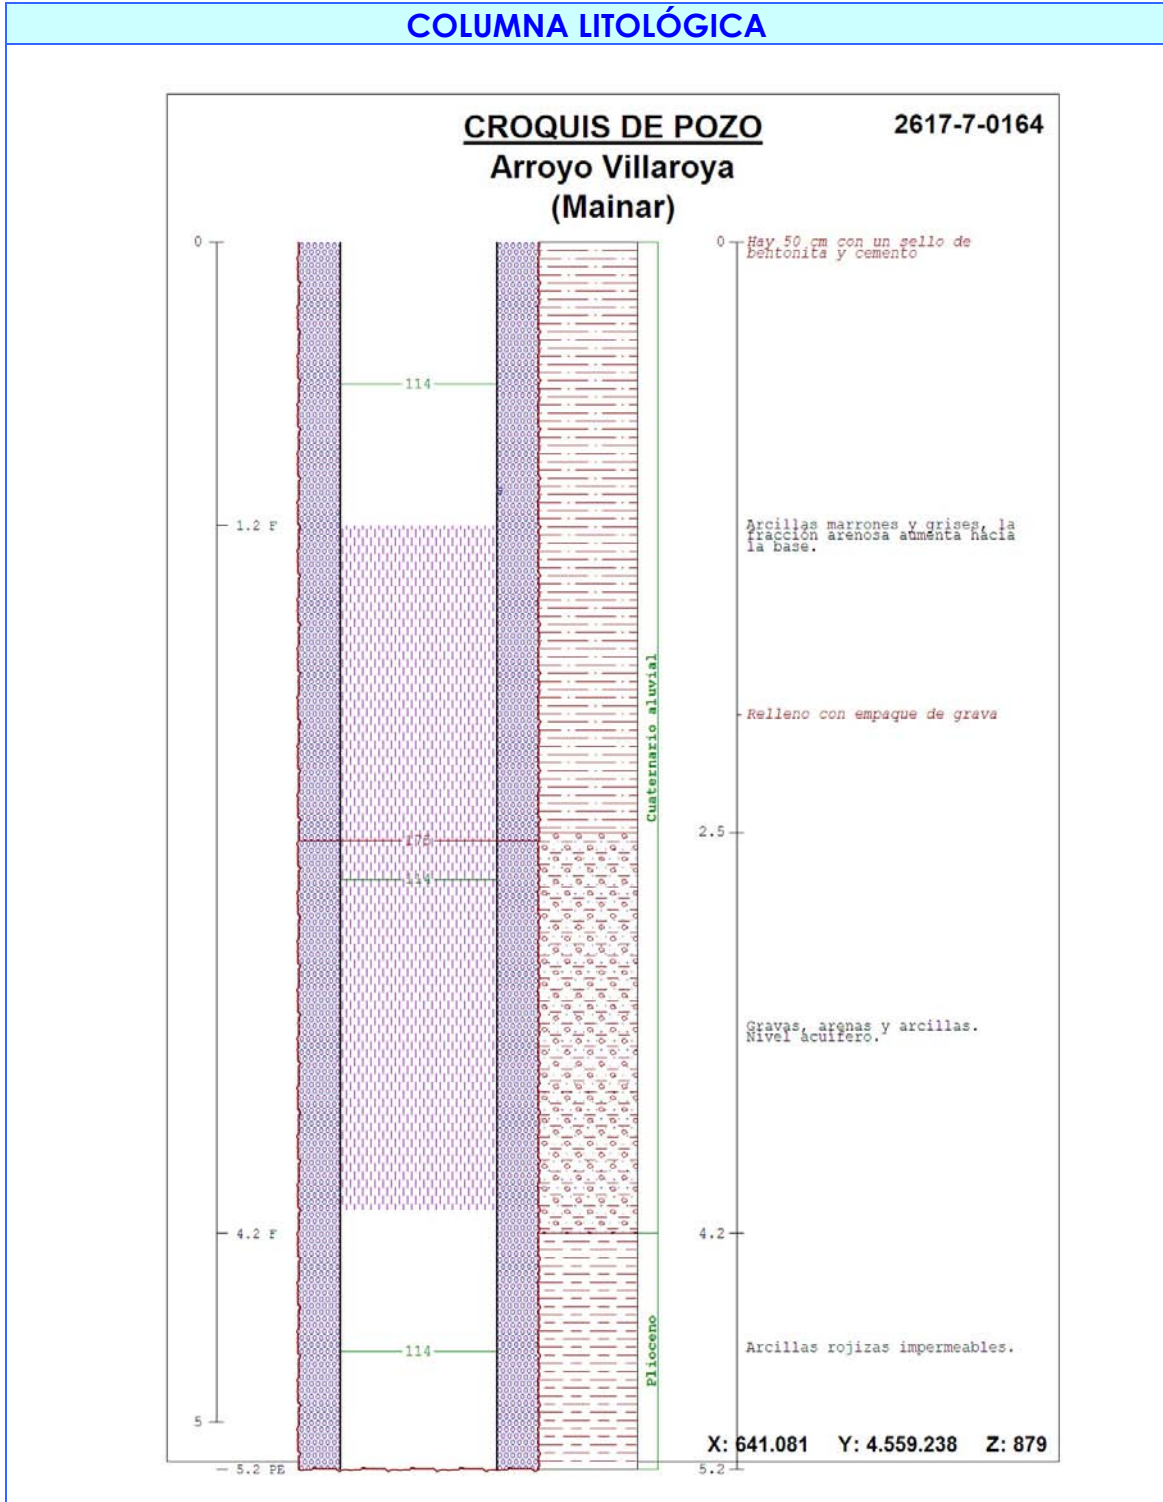 COLUMNA LITOLÓGICA
CROQUIS DE POZO
2617-7-0164
Arroyo Villaroya
(Mainar)
0
0
Hay 50 cm con un sello de
bentonita y cemento
114
1.2 F
Arcillas marrones y grises, la
fracción arenosa aumenta hacia
la base.
Cuaternario aluvial
Relleno con empaque de grava
2.5
175
114
Gravas, arenas y arcillas.
Nivel acuífero.
4.2 F
4.2
Plioceno
114
Arcillas rojizas impermeables.
5
X: 641.081 Y: 4.559.238 Z: 879
5.2 PE
5.2